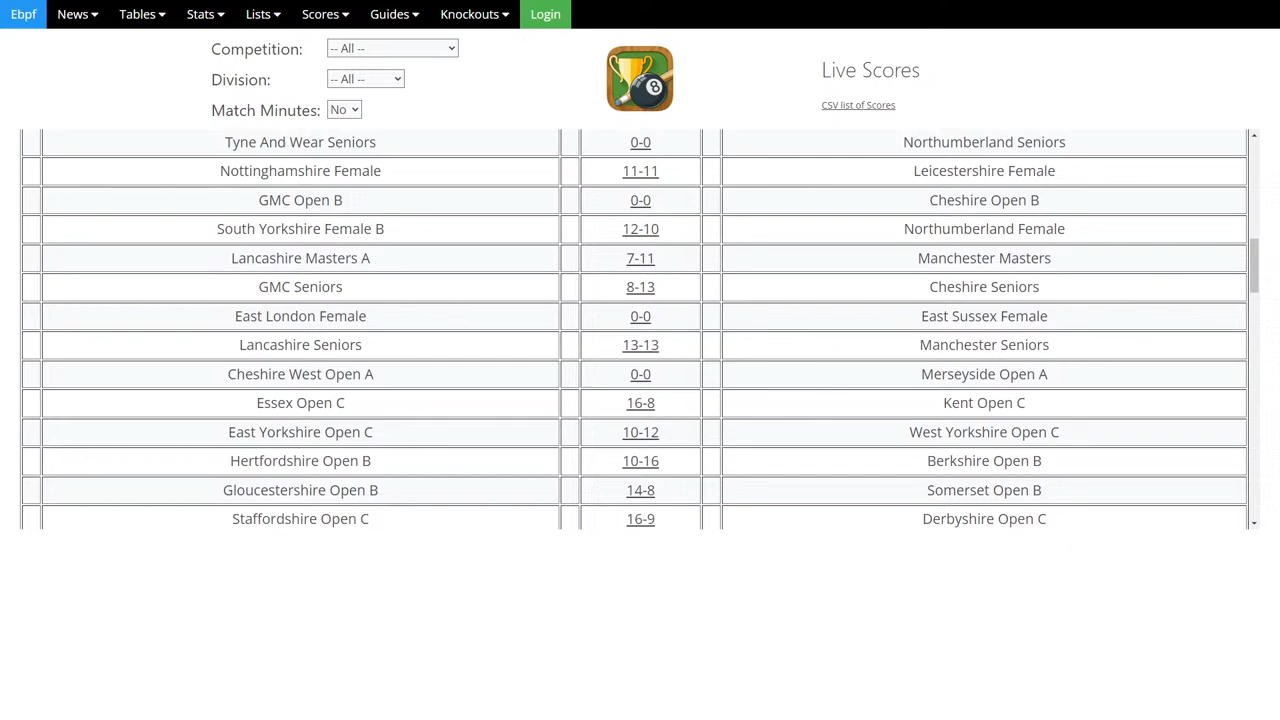 Ebpf News Tables Stats Lists Scores Guides Knockouts Login
Competition: -- All --
Division: -- All --
Match Minutes: No
8
Live Scores
CSV list of Scores
Tyne And Wear Seniors 0-0 Northumberland Seniors
Nottinghamshire Female 11-11 Leicestershire Female
GMC Open B 0-0 Cheshire Open B
South Yorkshire Female B 12-10 Northumberland Female
Lancashire Masters A 7-11 Manchester Masters
GMC Seniors 8-13 Cheshire Seniors
East London Female 0-0 East Sussex Female
Lancashire Seniors 13-13 Manchester Seniors
Cheshire West Open A 0-0 Merseyside Open A
Essex Open C 16-8 Kent Open C
East Yorkshire Open C 10-12 West Yorkshire Open C
Hertfordshire Open B 10-16 Berkshire Open B
Gloucestershire Open B 14-8 Somerset Open B
Staffordshire Open C 16-9 Derbyshire Open C